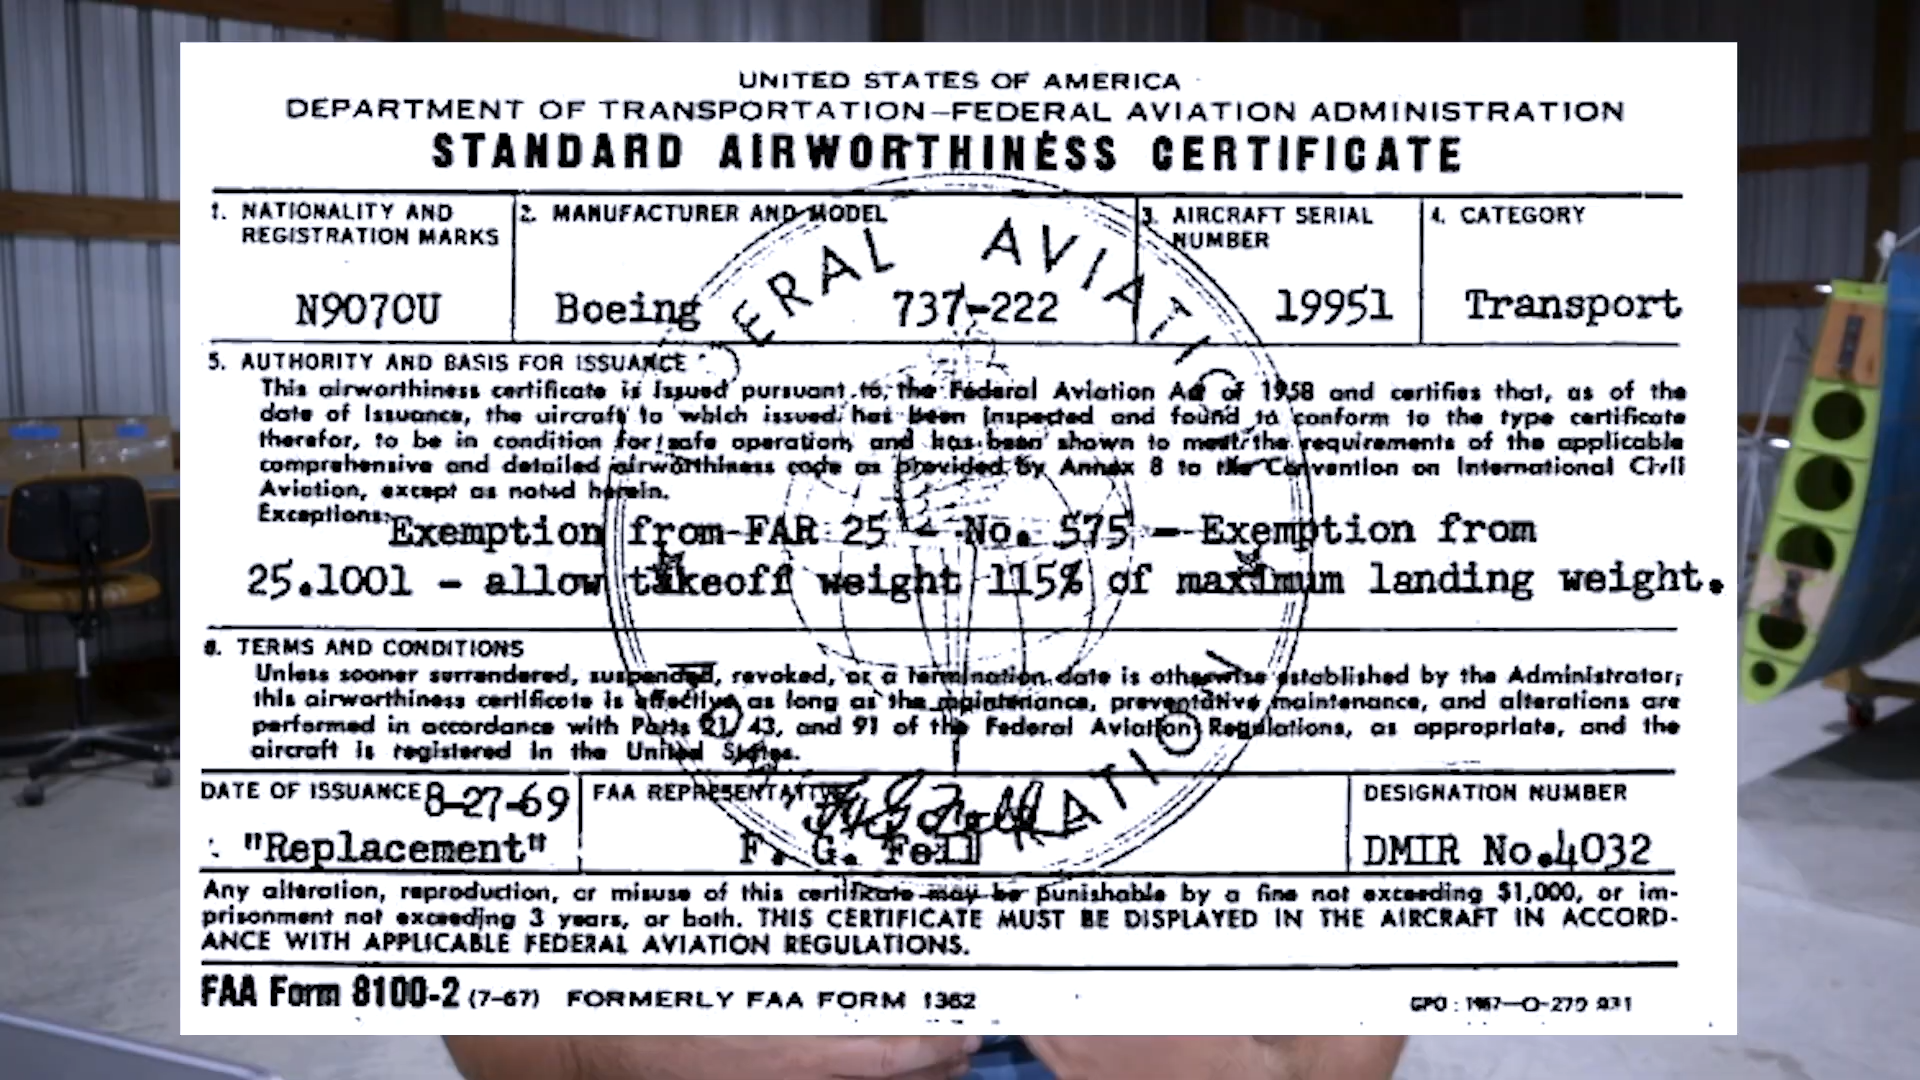 UNITED STATES OF AMERICA
DEPARTMENT OF TRANSPORTATION—FEDERAL AVIATION ADMINISTRATION
STANDARD AIRWORTHINESS CERTIFICATE
1. NATIONALITY AND
REGISTRATION MARKS
N9070U
2. MANUFACTURER AND MODEL
Boeing 737-222
3. AIRCRAFT SERIAL
NUMBER
19951
4. CATEGORY
Transport
5. AUTHORITY AND BASIS FOR ISSUANCE
This airworthiness certificate is issued pursuant to the Federal Aviation Act of 1958 and certifies that, as of the
date of issuance, the aircraft to which issued has been inspected and found to conform to the type certificate
therefor, to be in condition for safe operation, and has been shown to meet the requirements of the applicable
comprehensive and detailed airworthiness code as provided by Annex 8 to the Convention on International Civil
Aviation, except as noted herein.
Exceptions:
Exemption from FAR 25 - No. 575 - Exemption from
25.1001 - allow takeoff weight 115% of maximum landing weight.
6. TERMS AND CONDITIONS
Unless sooner surrendered, suspended, revoked, or a termination date is otherwise established by the Administrator;
this airworthiness certificate is effective as long as the maintenance, preventative maintenance, and alterations are
performed in accordance with Parts 21, 43, and 91 of the Federal Aviation Regulations, as appropriate, and the
aircraft is registered in the United States.
DATE OF ISSUANCE 8-27-69
"Replacement"
FAA REPRESENTATIVE
F. G. Fell
DESIGNATION NUMBER
DMIR No.4032
Any alteration, reproduction, or misuse of this certificate may be punishable by a fine not exceeding $1,000, or im-
prisonment not exceeding 3 years, or both. THIS CERTIFICATE MUST BE DISPLAYED IN THE AIRCRAFT IN ACCORD-
ANCE WITH APPLICABLE FEDERAL AVIATION REGULATIONS.
FAA Form 8100-2 (7-67) FORMERLY FAA FORM 1362
GPO : 1967—O-270
ERAL AVIATIO
RATION